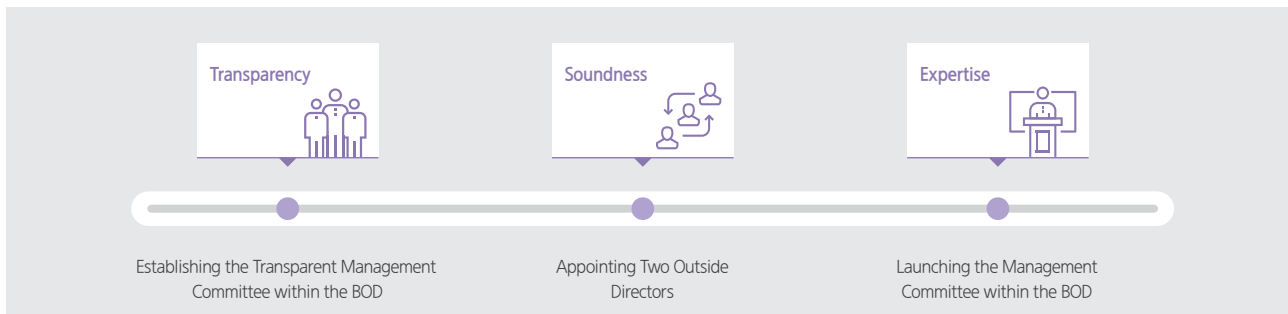 Transparency
Soundness
Expertise
Establishing the Transparent Management
Committee within the BOD
Appointing Two Outside
Directors
Launching the Management
Committee within the BOD